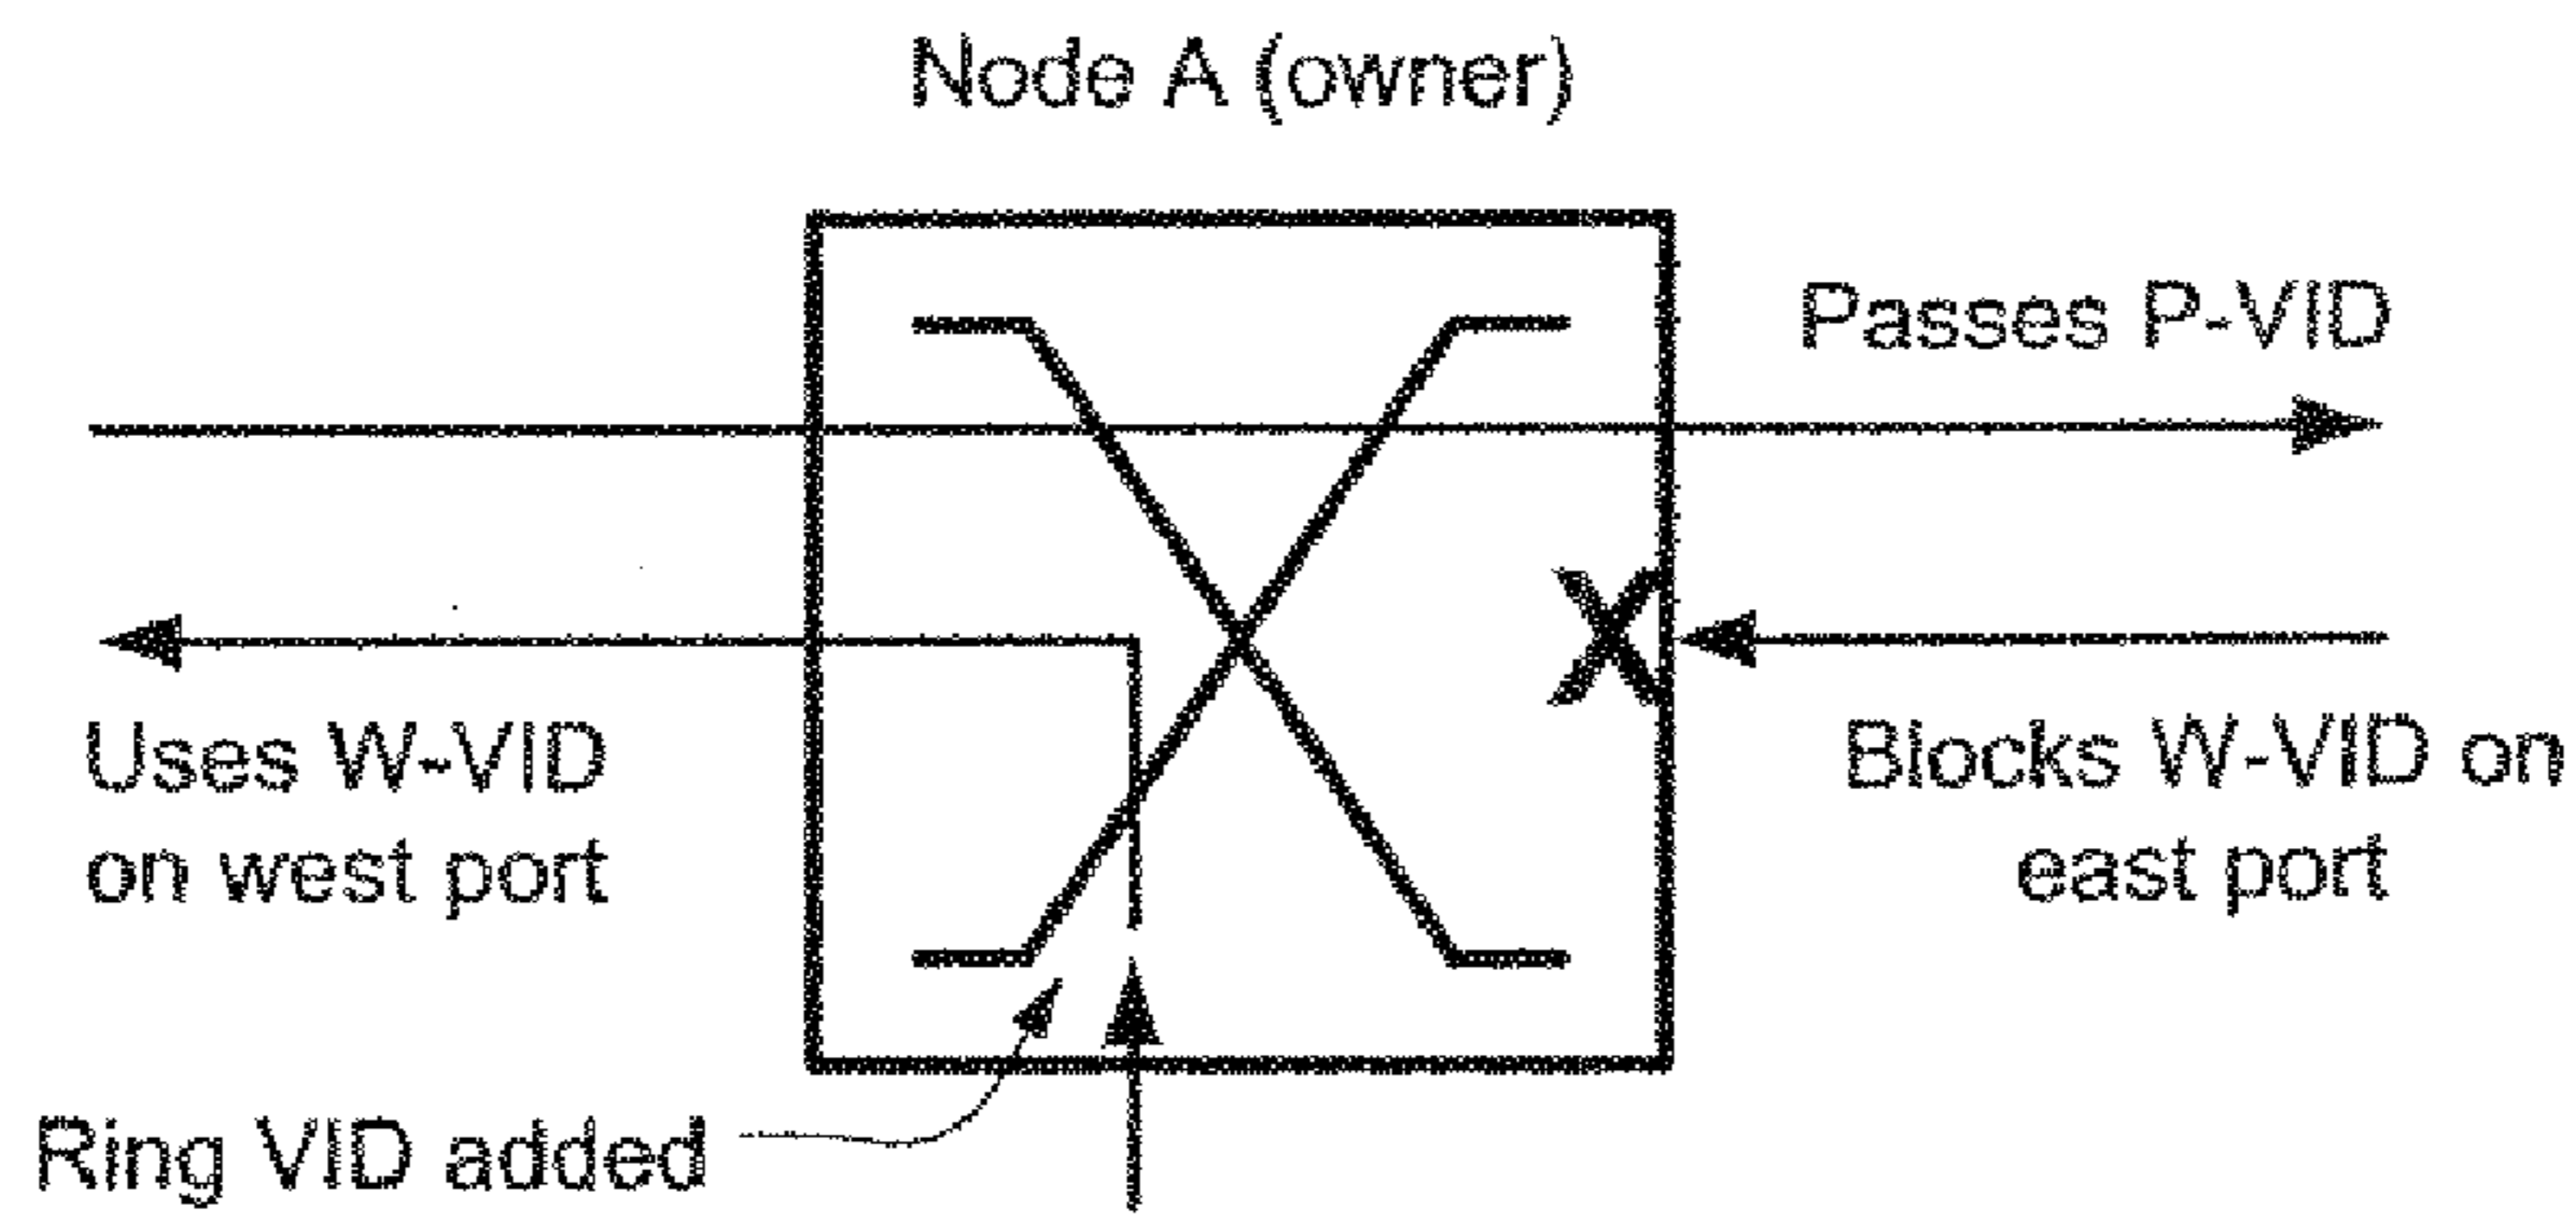 Node A (owner)
Passes P-VID
Uses W-VID
on west port
Blocks W-VID on
east port
Ring VID added